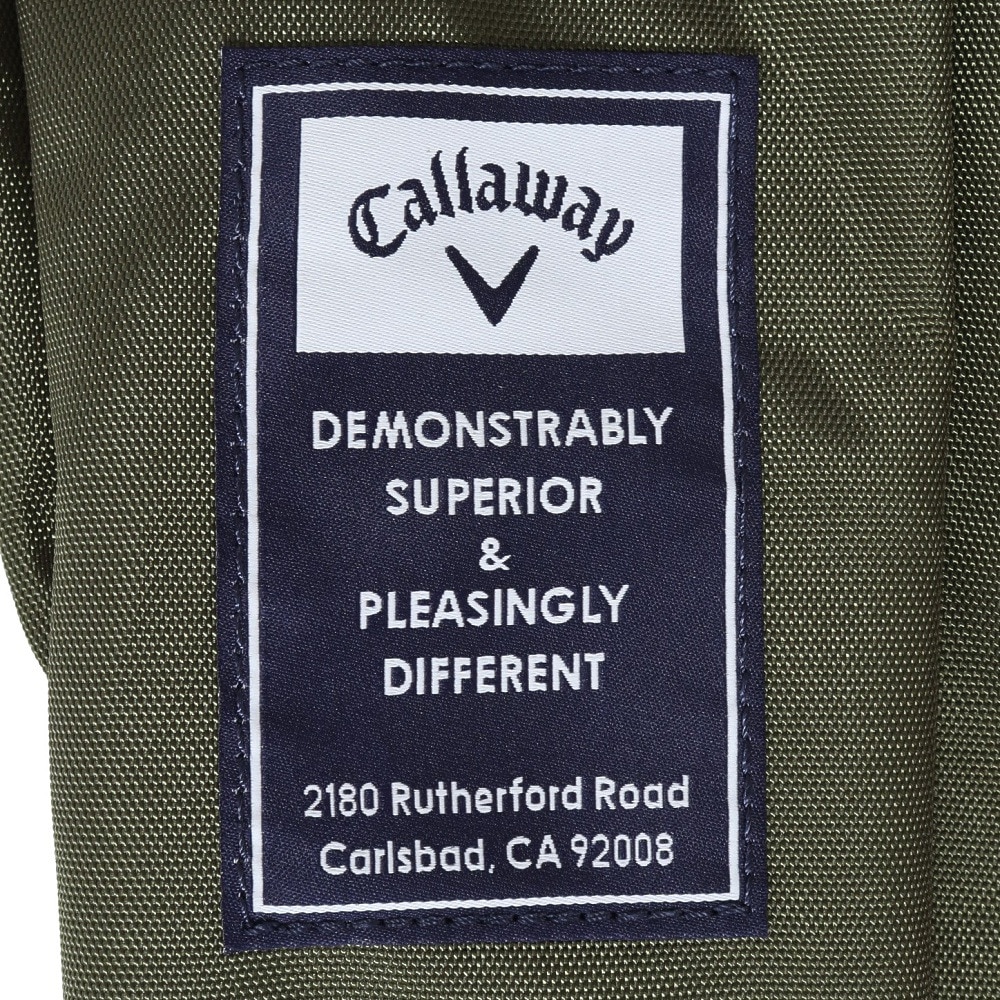 Callaway
DEMONSTRABLY
SUPERIOR
&
PLEASINGLY
DIFFERENT
2180 Rutherford Road
Carlsbad, CA 92008